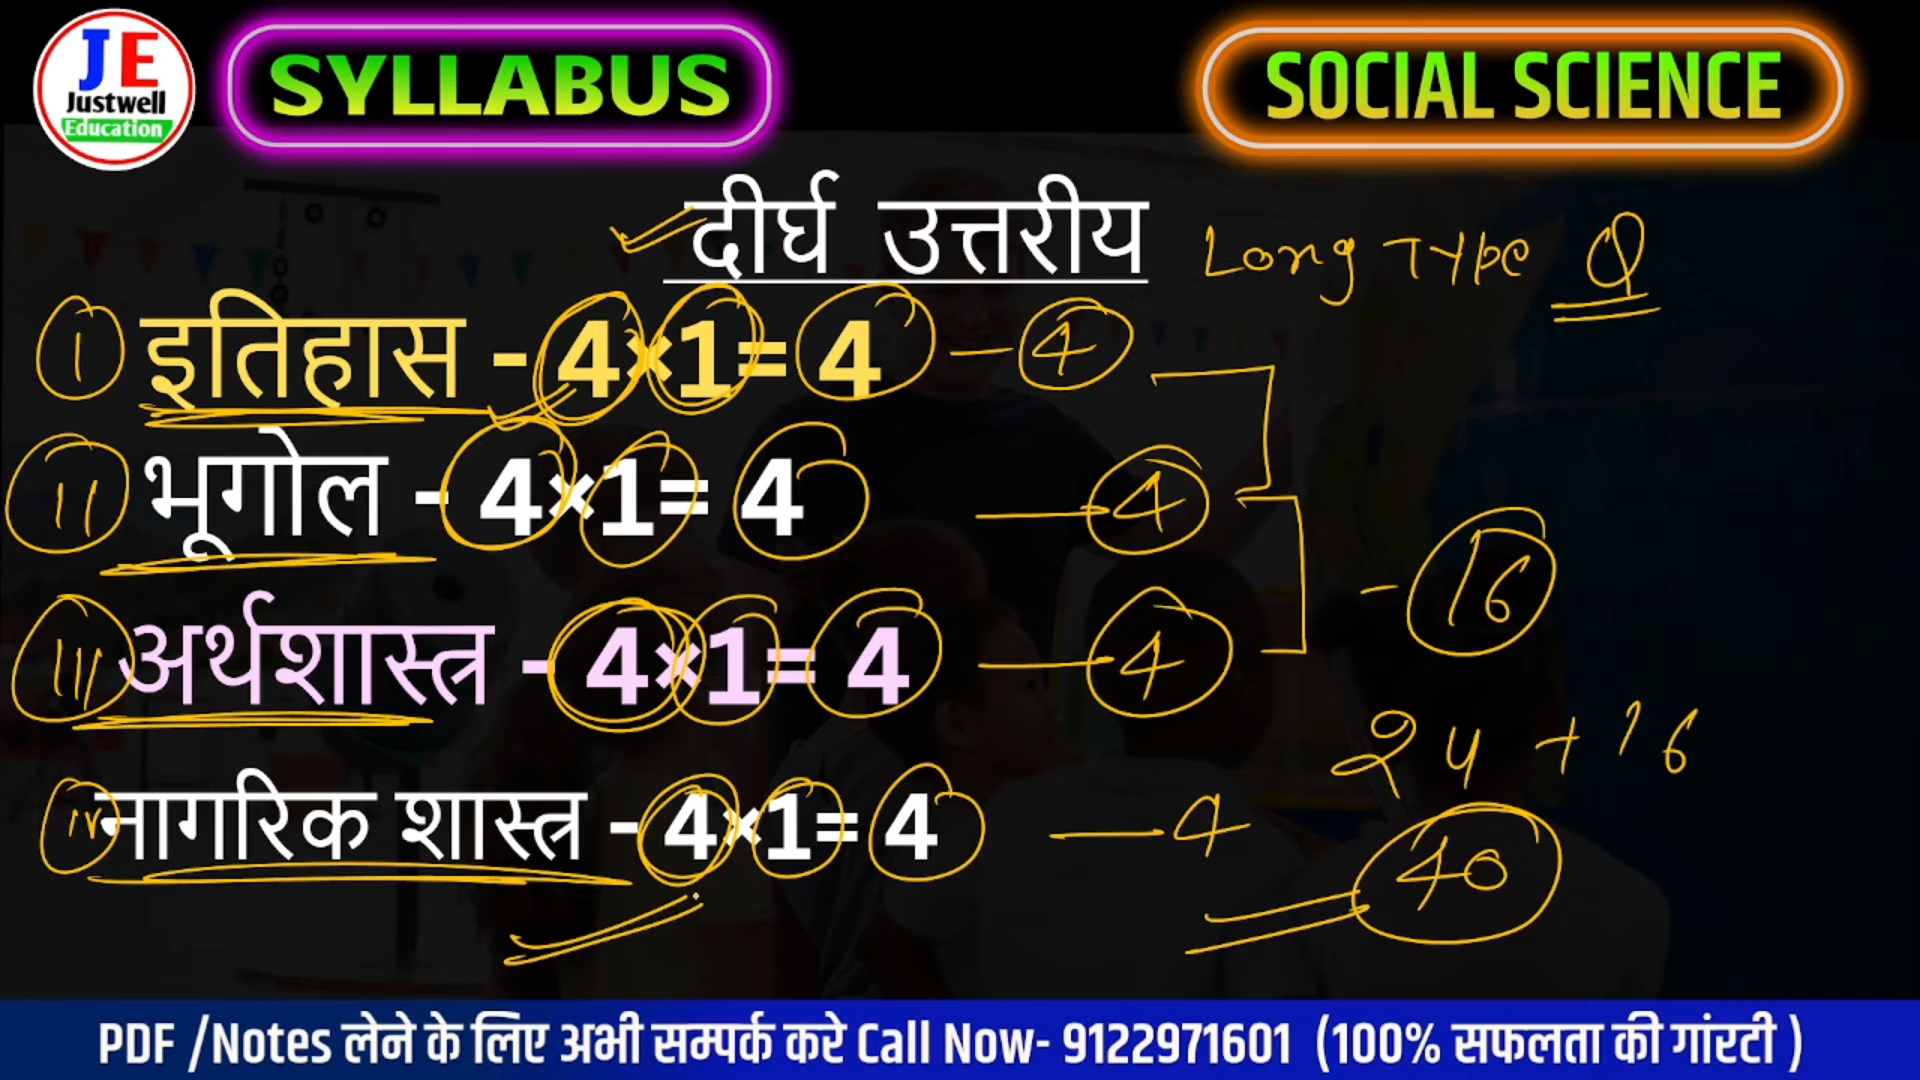 JE
Justwell
Education
SYLLABUS
SOCIAL SCIENCE
दीर्घ उत्तरीय Long Type Q
I इतिहास - 4×1= 4 - 4
II भूगोल - 4×1= 4 - 4
- 16
III अर्थशास्त्र - 4×1= 4 - 4
24 + 16
IV नागरिक शास्त्र - 4×1= 4 - 4
40
PDF /Notes लेने के लिए अभी सम्पर्क करे Call Now- 9122971601 (100% सफलता की गांरटी )